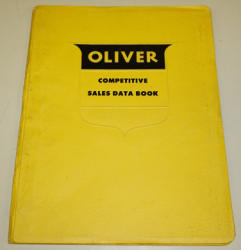 OLIVER
COMPETITIVE
SALES DATA BOOK